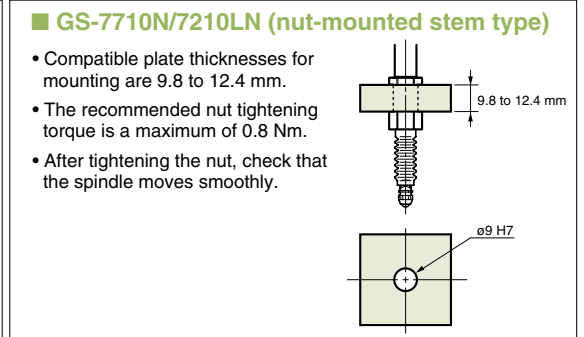 ■ GS-7710N/7210LN (nut-mounted stem type)
• Compatible plate thicknesses for
mounting are 9.8 to 12.4 mm.
• The recommended nut tightening
torque is a maximum of 0.8 Nm.
• After tightening the nut, check that
the spindle moves smoothly.
9.8 to 12.4 mm
ø9 H7